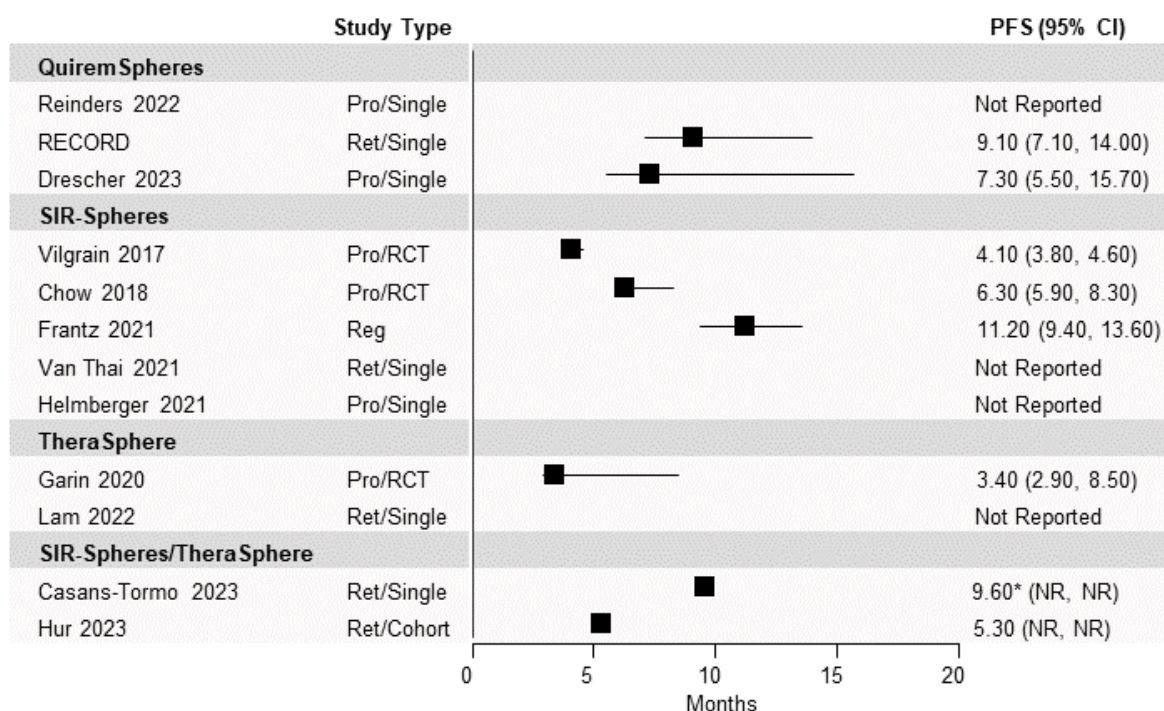 Study Type PFS (95% CI)
QuiremSpheres
Reinders 2022 Pro/Single Not Reported
RECORD Ret/Single 9.10 (7.10, 14.00)
Drescher 2023 Pro/Single 7.30 (5.50, 15.70)
SIR-Spheres
Vilgrain 2017 Pro/RCT 4.10 (3.80, 4.60)
Chow 2018 Pro/RCT 6.30 (5.90, 8.30)
Frantz 2021 Reg 11.20 (9.40, 13.60)
Van Thai 2021 Ret/Single Not Reported
Helmberger 2021 Pro/Single Not Reported
TheraSphere
Garin 2020 Pro/RCT 3.40 (2.90, 8.50)
Lam 2022 Ret/Single Not Reported
SIR-Spheres/TheraSphere
Casans-Tormo 2023 Ret/Single 9.60* (NR, NR)
Hur 2023 Ret/Cohort 5.30 (NR, NR)
0 5 10 15 20
Months